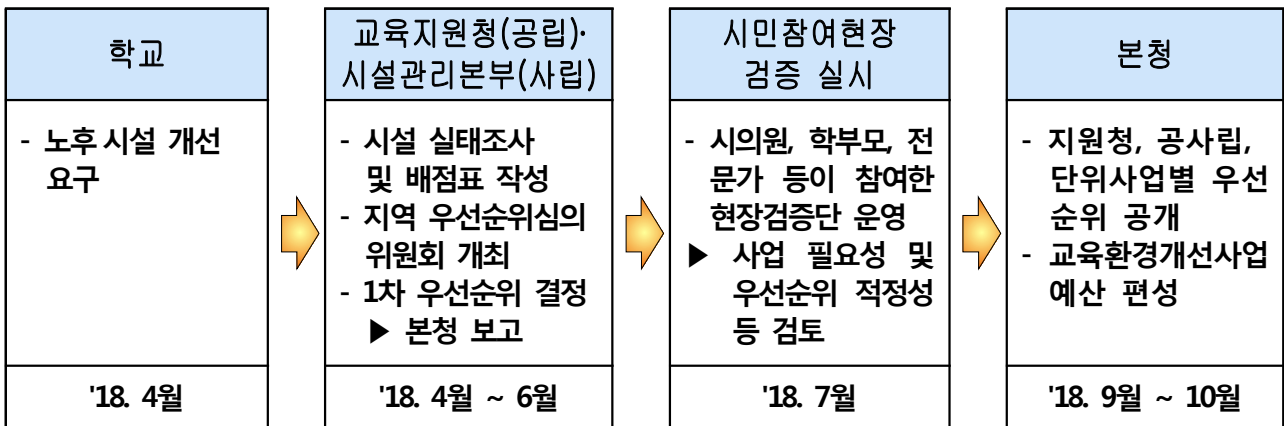 학교
- 노후 시설 개선
요구
'18. 4월
교육지원청(공립)·
시설관리본부(사립)
- 시설 실태조사
및 배점표 작성
- 지역 우선순위심의
위원회 개최
- 1차 우선순위 결정
▶ 본청 보고
'18. 4월 ~ 6월
시민참여현장
검증 실시
- 시의원, 학부모, 전
문가 등이 참여한
현장검증단 운영
▶ 사업 필요성 및
우선순위 적정성
등 검토
'18. 7월
본청
- 지원청, 공사립,
단위사업별 우선
순위 공개
- 교육환경개선사업
예산 편성
'18. 9월 ~ 10월